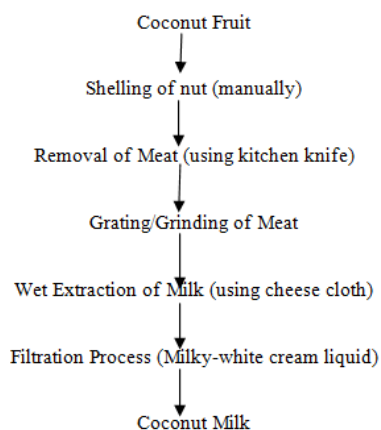 Coconut Fruit
Shelling of nut (manually)
Removal of Meat (using kitchen knife)
Grating/Grinding of Meat
Wet Extraction of Milk (using cheese cloth)
Filtration Process (Milky-white cream liquid)
Coconut Milk